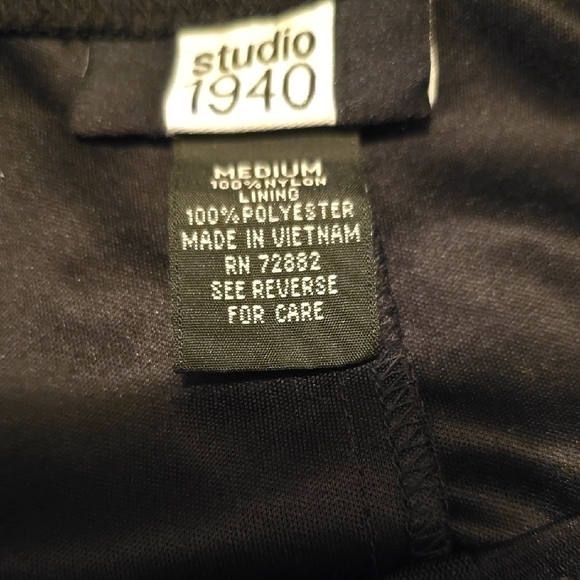 studio
1940
MEDIUM
100% NYLON
LINING
100% POLYESTER
MADE IN VIETNAM
RN 72882
SEE REVERSE
FOR CARE